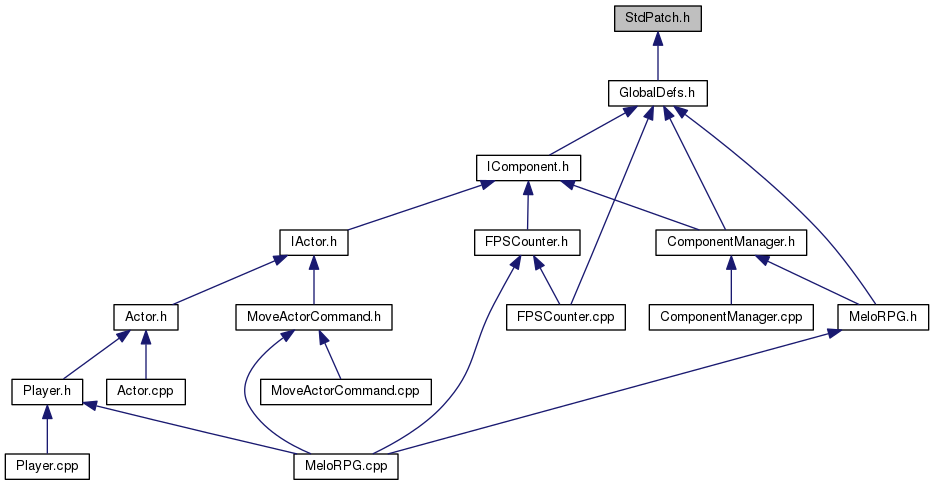 StdPatch.h
GlobalDefs.h
IComponent.h
IActor.h
FPSCounter.h
ComponentManager.h
Actor.h
MoveActorCommand.h
FPSCounter.cpp
ComponentManager.cpp
MeloRPG.h
Player.h
Actor.cpp
MoveActorCommand.cpp
Player.cpp
MeloRPG.cpp